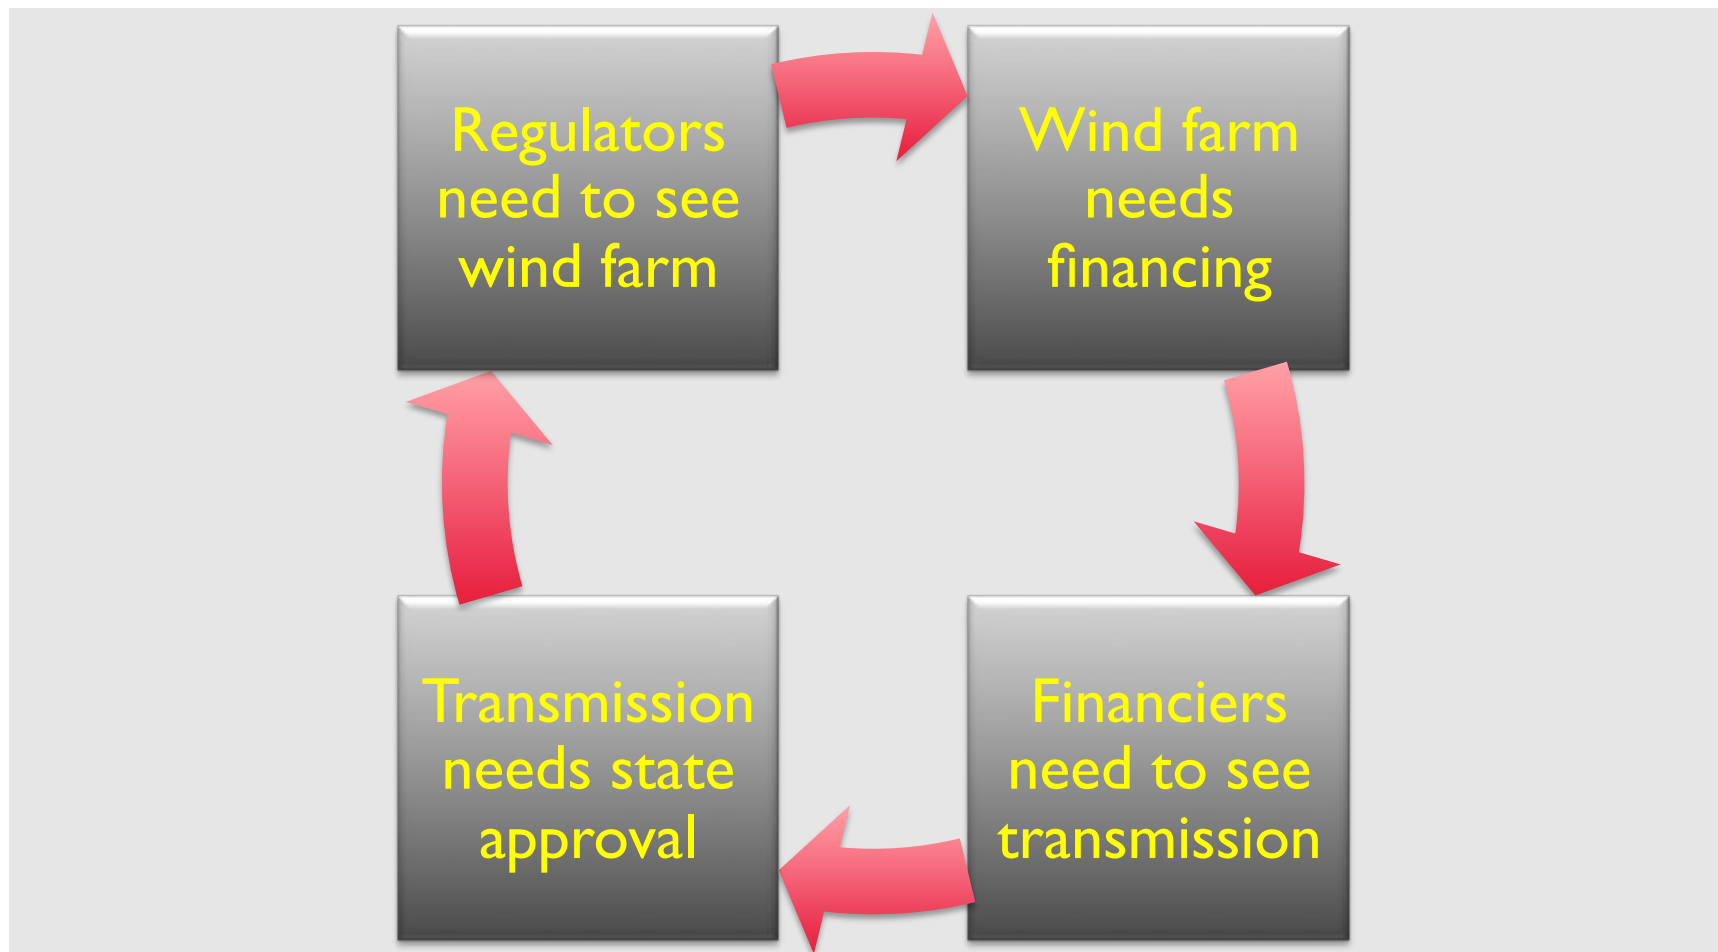 Regulators
need to see
wind farm
Wind farm
needs
financing
Transmission
needs state
approval
Financiers
need to see
transmission